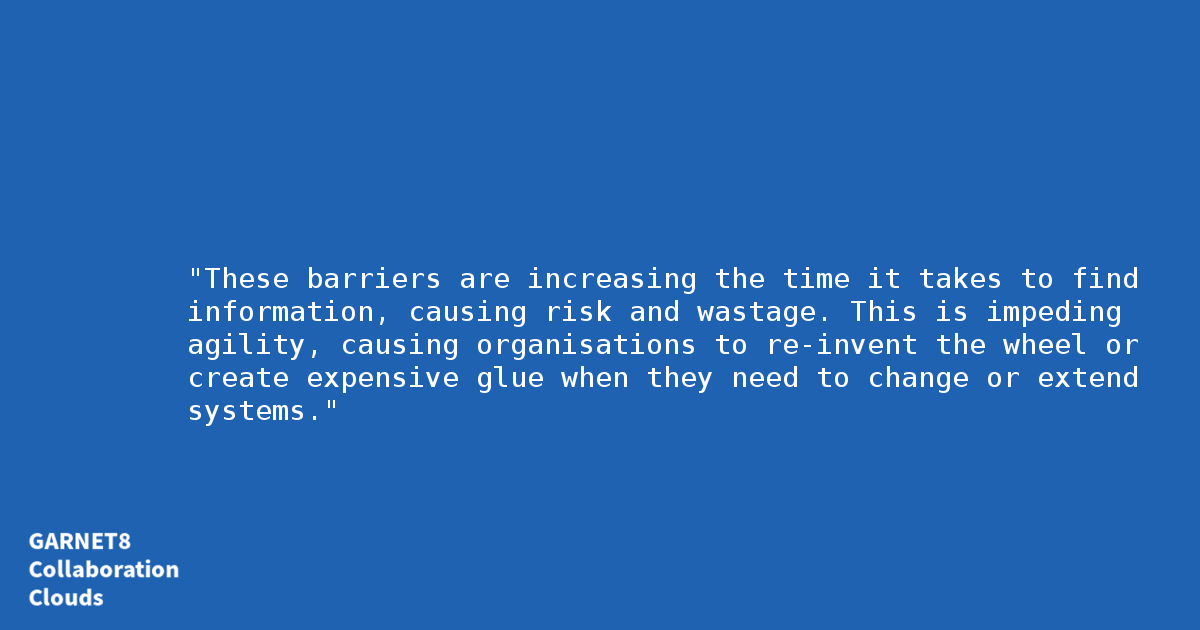 "These barriers are increasing the time it takes to find
information, causing risk and wastage. This is impeding
agility, causing organisations to re-invent the wheel or
create expensive glue when they need to change or extend
systems."
GARNET8
Collaboration
Clouds